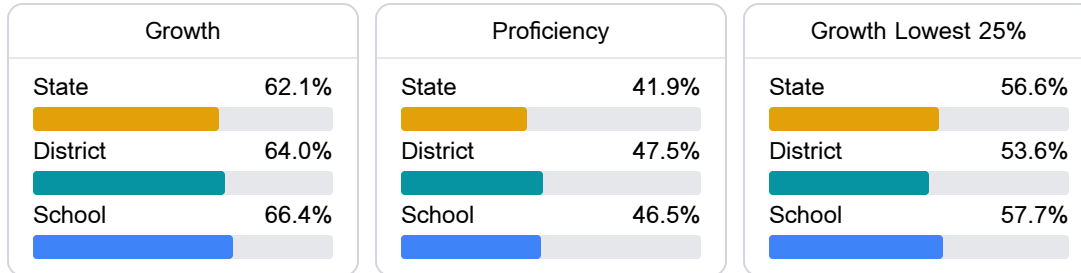 Growth
State 62.1%
District 64.0%
School 66.4%
Proficiency
State 41.9%
District 47.5%
School 46.5%
Growth Lowest 25%
State 56.6%
District 53.6%
School 57.7%